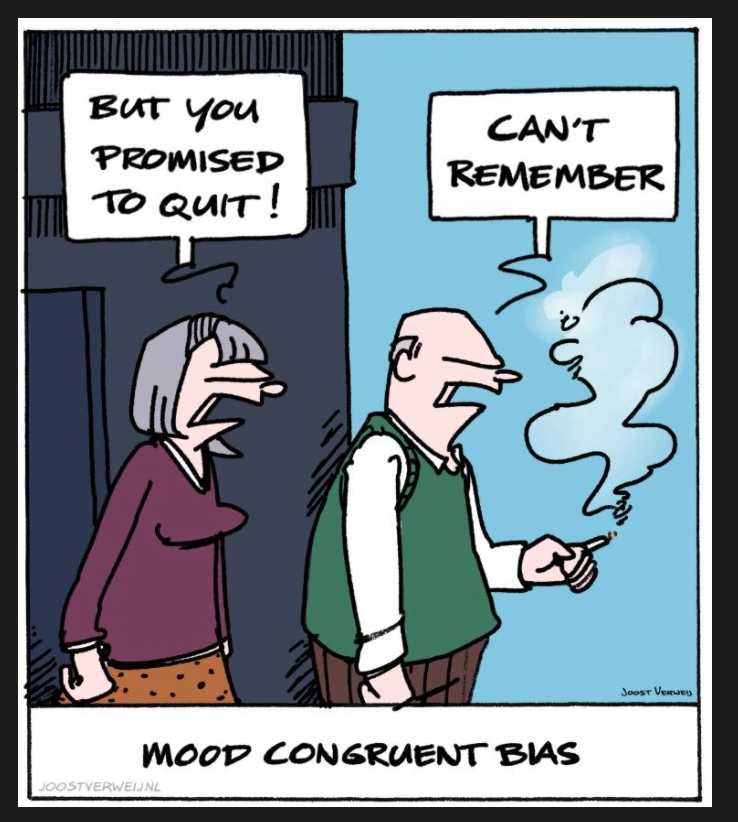 BUT YOU
PROMISED
TO QUIT!
CAN'T
REMEMBER
JOOST VERWEIJ
MOOD CONGRUENT BIAS
JOOSTVERWEIJ.NL